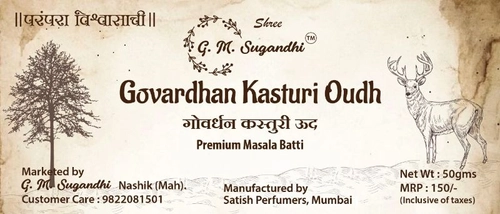 ॥परंपरा विश्वासाची॥
Shree
G. M. Sugandhi TM
Govardhan Kasturi Oudh
गोवर्धन कस्तुरी ऊद
Premium Masala Batti
Marketed by
G. M. Sugandhi Nashik (Mah).
Customer Care : 9822081501
Manufactured by
Satish Perfumers, Mumbai
Net Wt : 50gms
MRP : 150/-
(Inclusive of taxes)